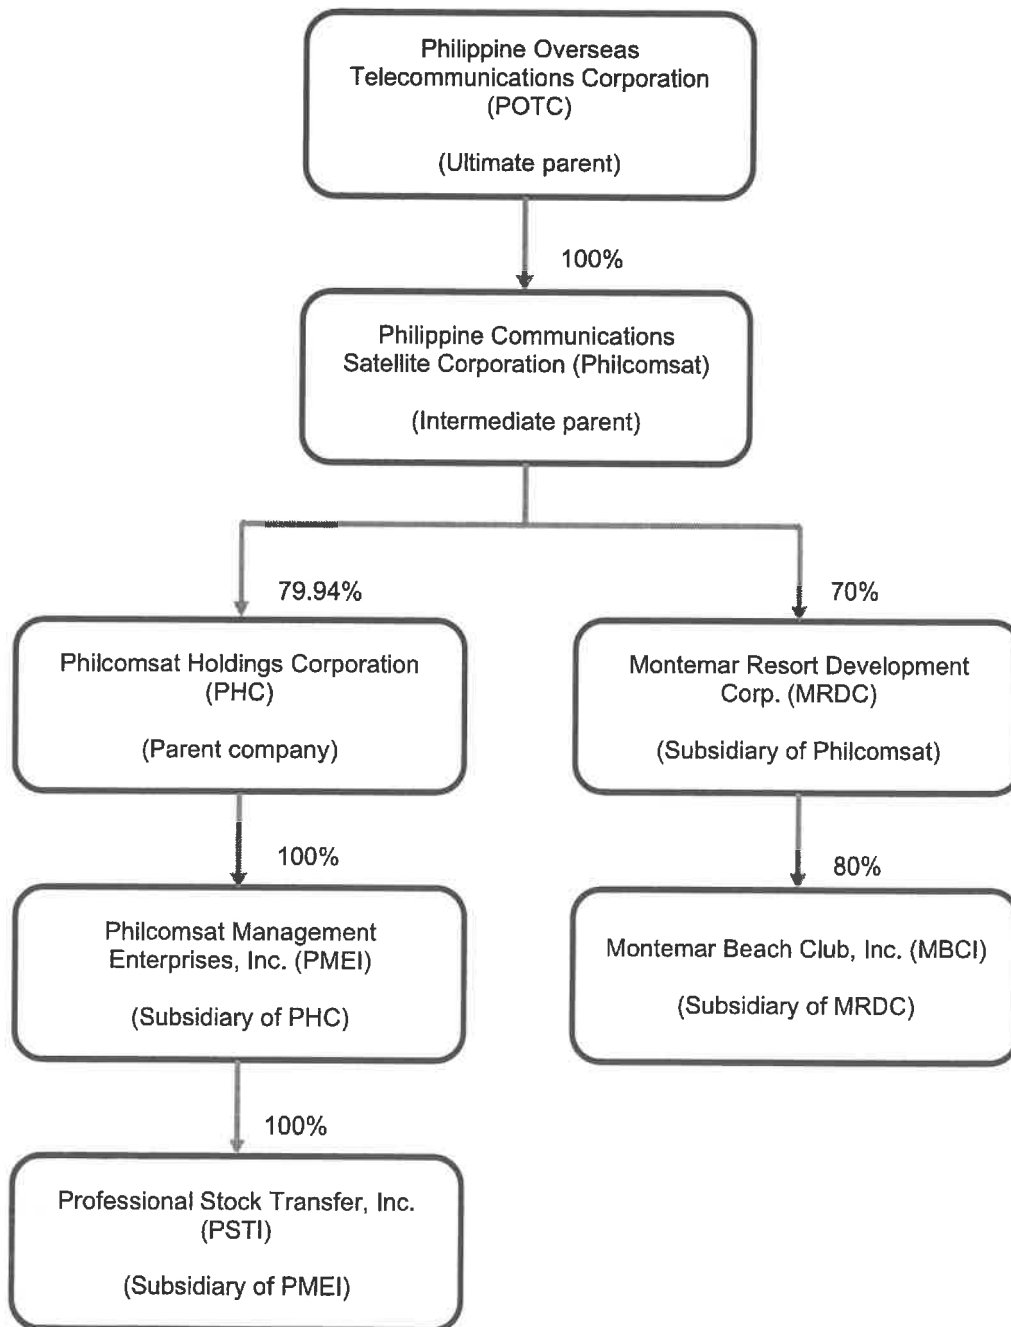 Philippine Overseas
Telecommunications Corporation
(POTC)
(Ultimate parent)
100%
Philippine Communications
Satellite Corporation (Philcomsat)
(Intermediate parent)
79.94%
70%
Philcomsat Holdings Corporation
(PHC)
(Parent company)
Montemar Resort Development
Corp. (MRDC)
(Subsidiary of Philcomsat)
100%
80%
Philcomsat Management
Enterprises, Inc. (PMEI)
(Subsidiary of PHC)
Montemar Beach Club, Inc. (MBCI)
(Subsidiary of MRDC)
100%
Professional Stock Transfer, Inc.
(PSTI)
(Subsidiary of PMEI)